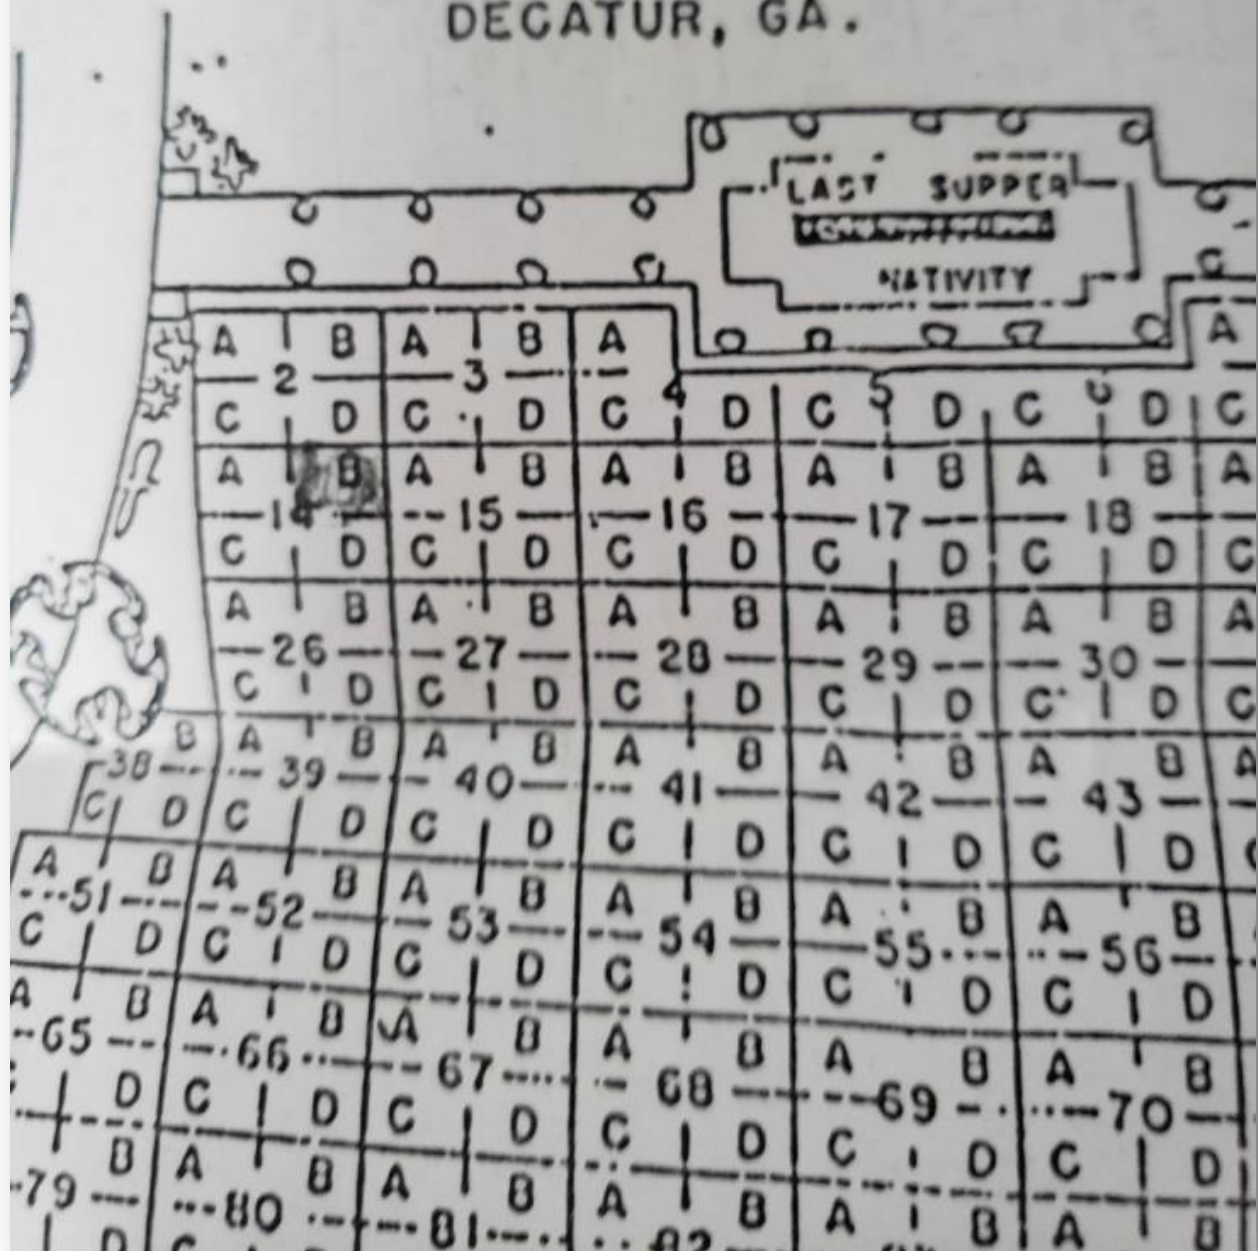 DECATUR, GA.
LAST SUPPER
NATIVITY
A B A B A A
2 3
C D C D C 4 D C 5 D C D C
A B A B A B A B A B A
14 15 16 17 18
C D C D C D C D C D C
A B A B A B A B A B A
26 27 28 29 30
C D C D C D C D C D C
B A B A B A B A B A B A
38 39 40 41 42 43
C D C D C D C D C D C D C
A B A B A B A B A B A B
51 52 53 54 55 56
C D C D C D C D C D C D
A B A B A B A B A B A B
65 66 67 68 69 70
D C D C D C D C D C D
B A B A B A B A B A B
79 80 81 82
D C D